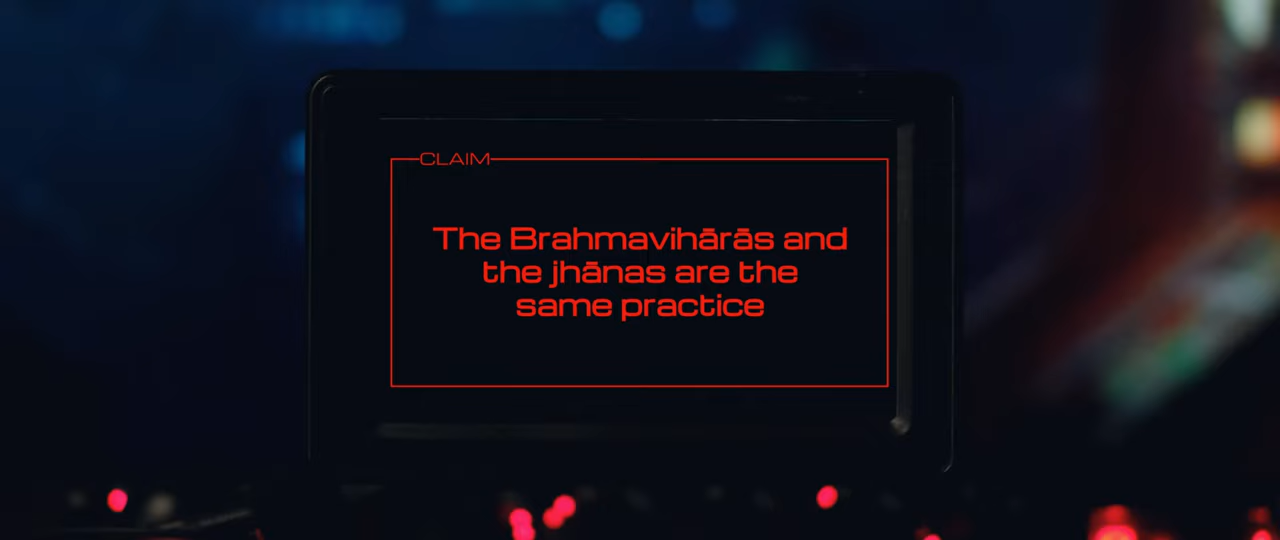 CLAIM
The Brahmavihārās and
the jhānas are the
same practice